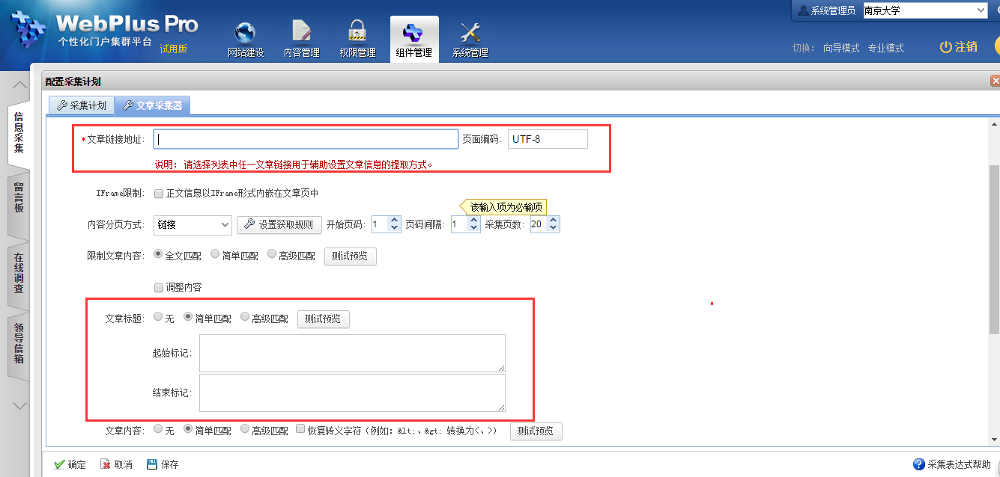 系统管理员 南京大学
WebPlus Pro
个性化门户集群平台 试用版
网站建设 内容管理 权限管理 组件管理 系统管理
切换: 向导模式 专业模式 注销
配置采集计划
采集计划 文章采集器
信息采集
留言板
在线调查
领导信箱
*文章链接地址: 页面编码: UTF-8
说明: 请选择列表中任一文章链接用于辅助设置文章信息的提取方式。
IFrame限制: 正文信息以IFrame形式内嵌在文章页中
该输入项为必输项
内容分页方式: 链接 设置获取规则 开始页码: 1 页码间隔: 1 采集页数: 20
限制文章内容: 全文匹配 简单匹配 高级匹配 测试预览
调整内容
文章标题: 无 简单匹配 高级匹配 测试预览
起始标记:
结束标记:
文章内容: 无 简单匹配 高级匹配 恢复转义字符(例如: &lt;、&gt; 转换为<、>) 测试预览
确定 取消 保存 采集表达式帮助